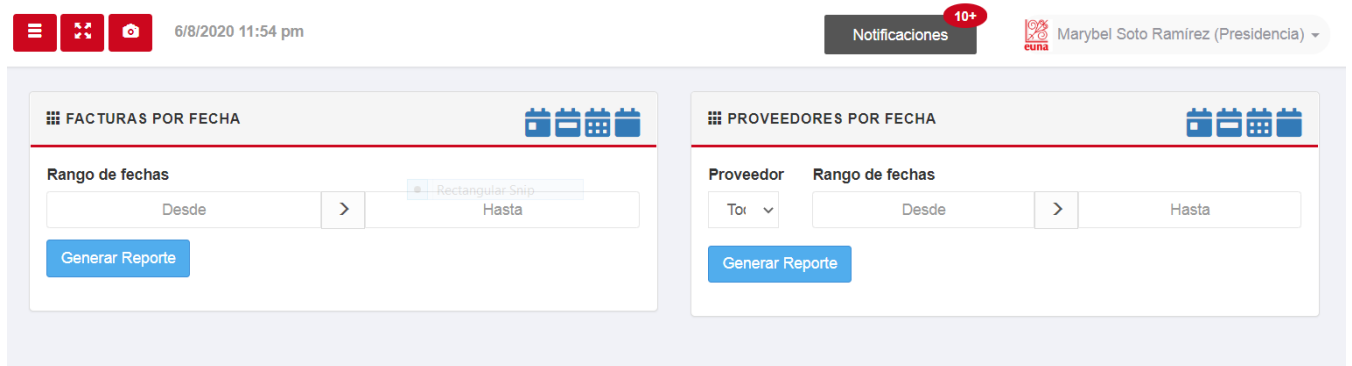 6/8/2020 11:54 pm
Notificaciones
10+
euna
Marybel Soto Ramírez (Presidencia)
FACTURAS POR FECHA
Rango de fechas
Rectangular Snip
Desde
>
Hasta
Generar Reporte
PROVEEDORES POR FECHA
Proveedor
Rango de fechas
Toc
Desde
>
Hasta
Generar Reporte